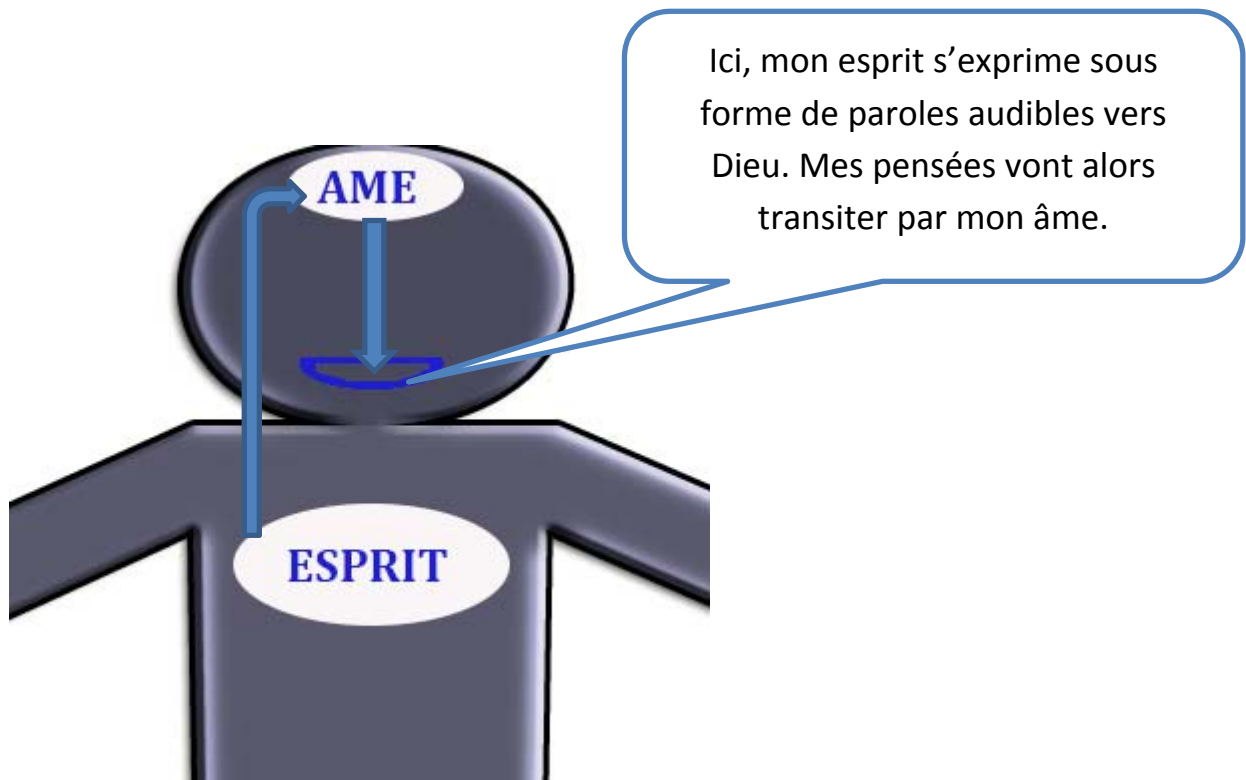 Ici, mon esprit s’exprime sous
forme de paroles audibles vers
Dieu. Mes pensées vont alors
transiter par mon âme.
AME
ESPRIT